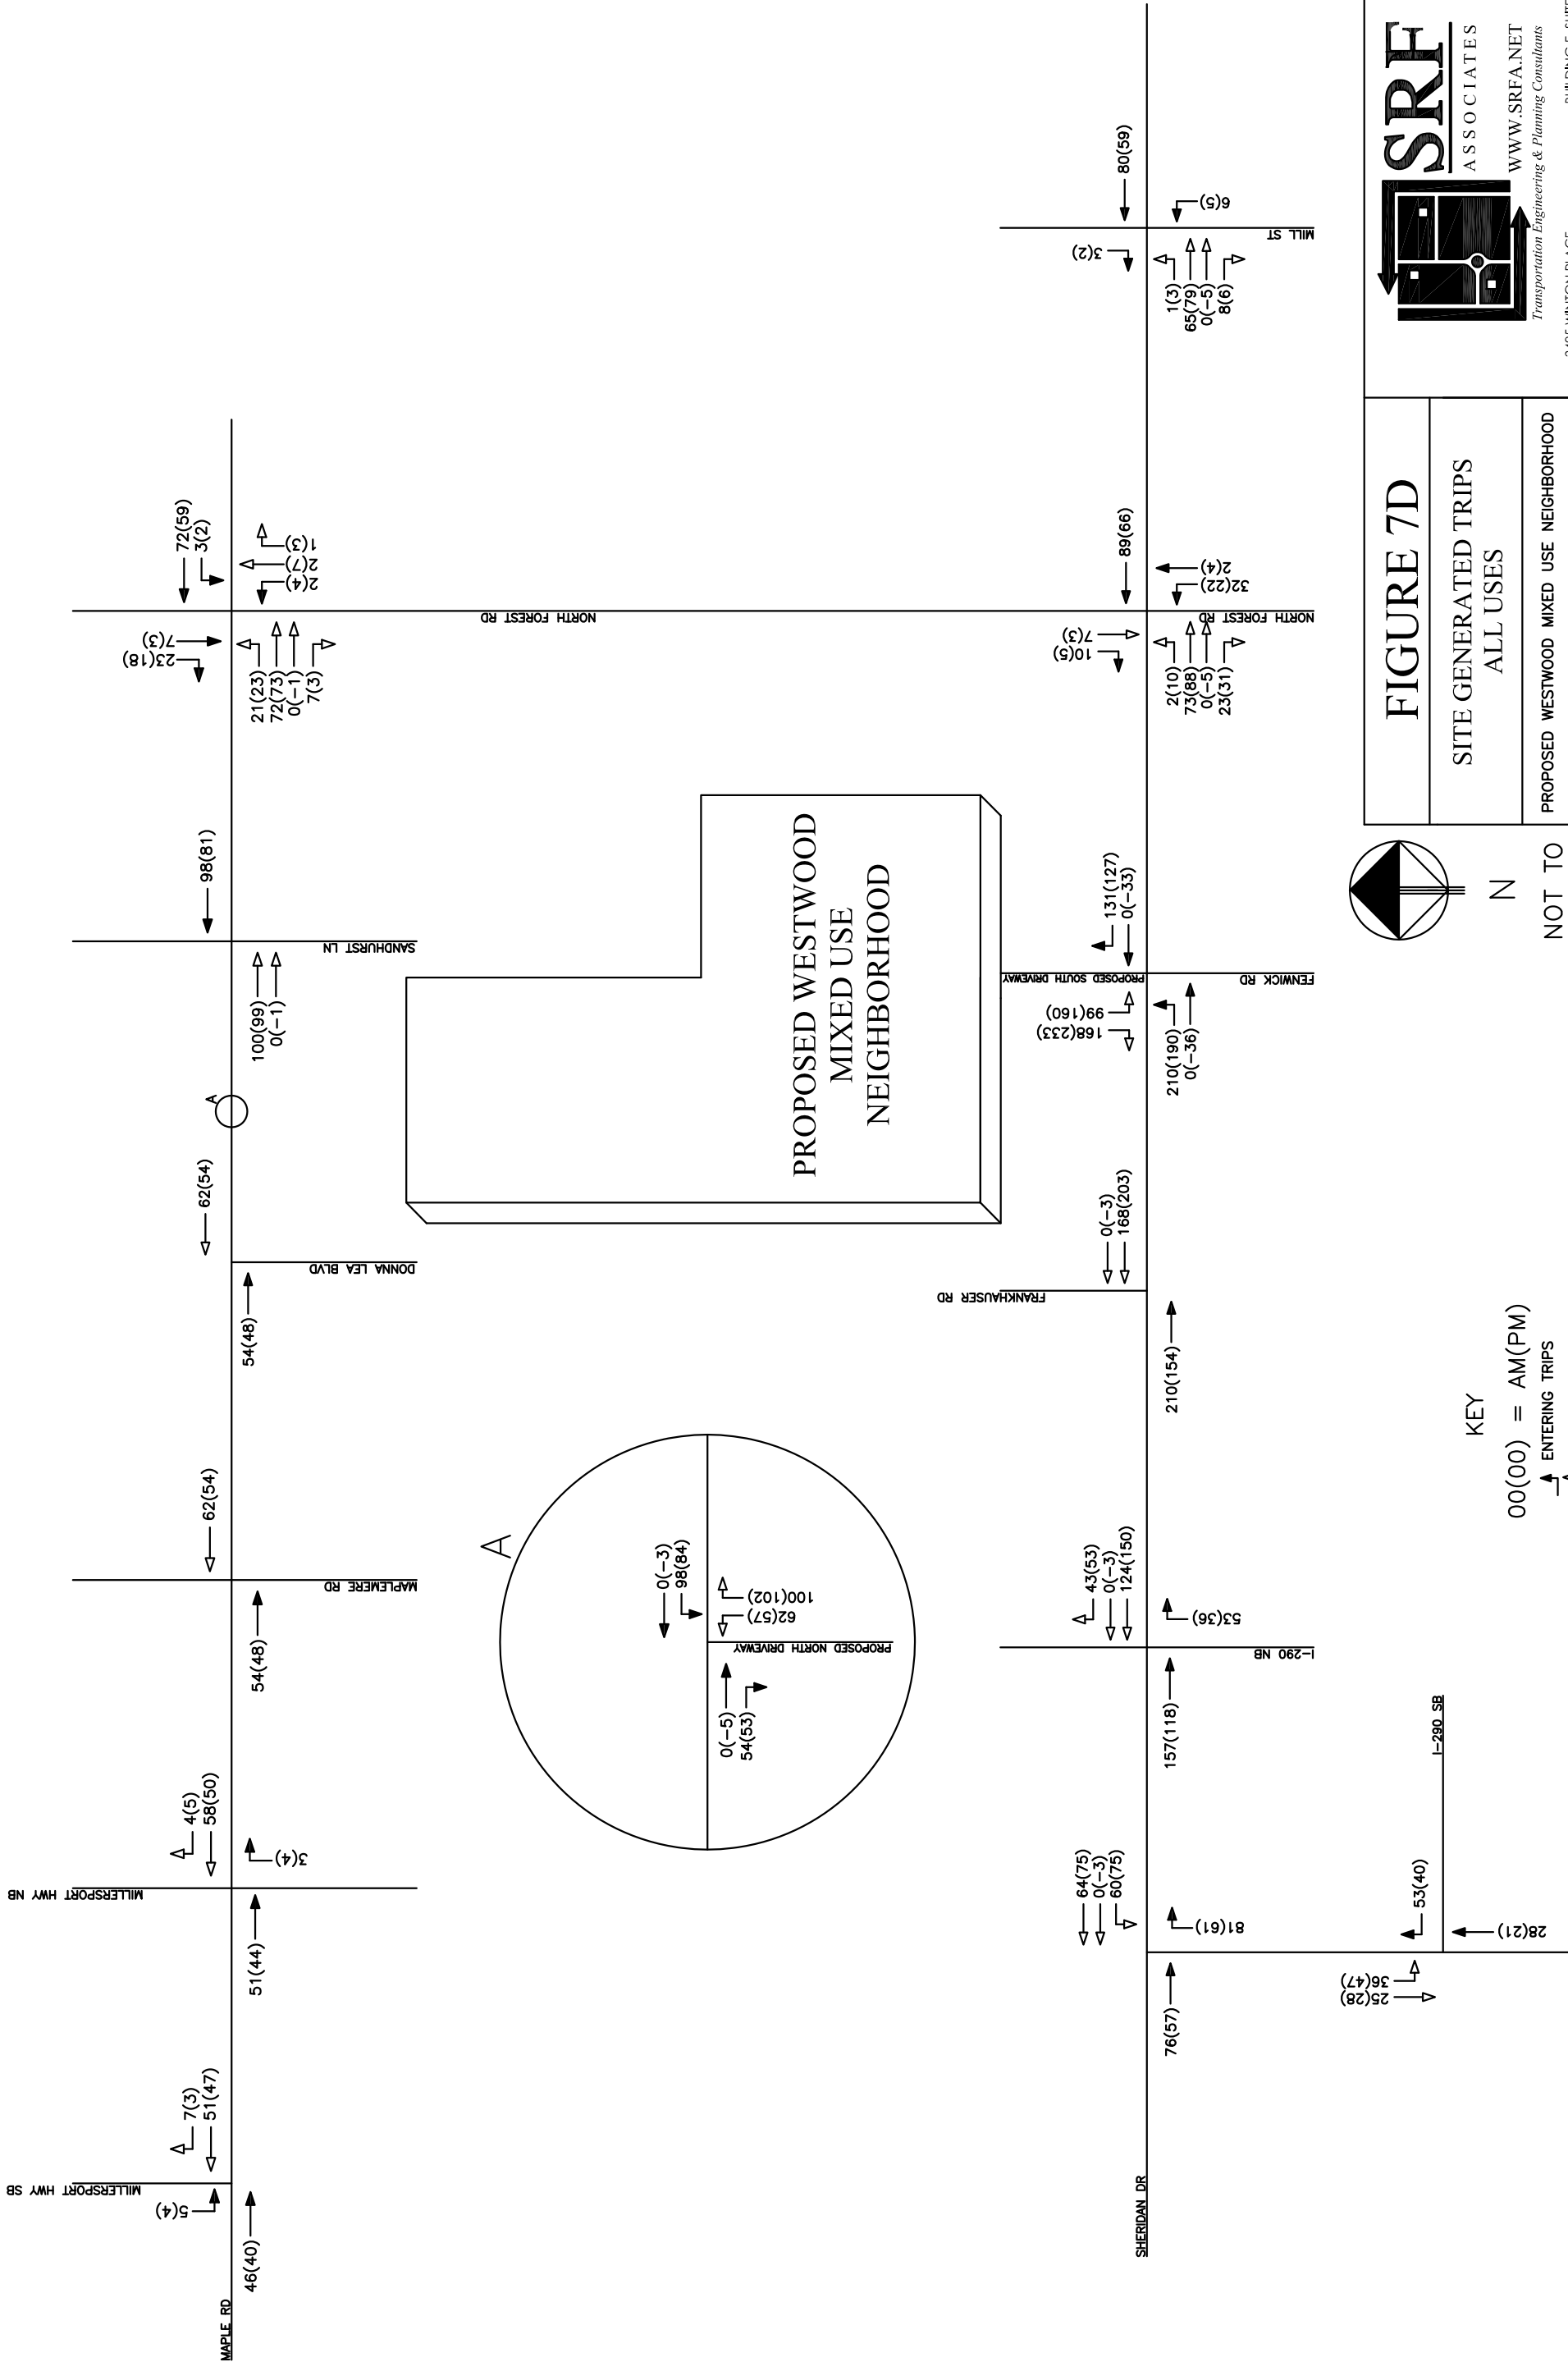 MAPLE RD
46(40)
5(4)
MILLERSPORT HWY SB
7(3)
51(47)
51(44)
MILLERSPORT HWY NB
4(5)
58(50)
3(4)
54(48)
MAPLEMERE RD
62(54)
54(48)
DONNA LEA BLVD
62(54)
A
100(99)
0(-1)
SANDHURST LN
98(81)
23(18)
7(3)
21(23)
72(73)
0(-1)
7(3)
72(59)
3(2)
2(4)
2(7)
1(3)
NORTH FOREST RD
A
0(-3)
98(84)
0(-5)
54(53)
62(57)
100(102)
PROPOSED NORTH DRIVEWAY
PROPOSED WESTWOOD
MIXED USE
NEIGHBORHOOD
SHERIDAN DR
76(57)
64(75)
0(-3)
60(75)
81(61)
25(28)
36(47)
53(40)
28(21)
I-290 SB
157(118)
I-290 NB
43(53)
0(-3)
124(150)
53(36)
210(154)
FRANKHAUSER RD
0(-3)
168(203)
168(233)
99(160)
PROPOSED SOUTH DRIVEWAY
131(127)
0(-33)
210(190)
0(-36)
FENWICK RD
10(5)
7(3)
89(66)
2(10)
73(88)
0(-5)
23(31)
32(22)
2(4)
NORTH FOREST RD
3(2)
80(59)
1(3)
65(79)
0(-5)
8(6)
6(5)
MILL ST
KEY
00(00) = AM(PM)
ENTERING TRIPS
N
NOT TO
FIGURE 7D
SITE GENERATED TRIPS
ALL USES
PROPOSED WESTWOOD MIXED USE NEIGHBORHOOD
SRF
ASSOCIATES
WWW.SRFA.NET
Transportation Engineering & Planning Consultants